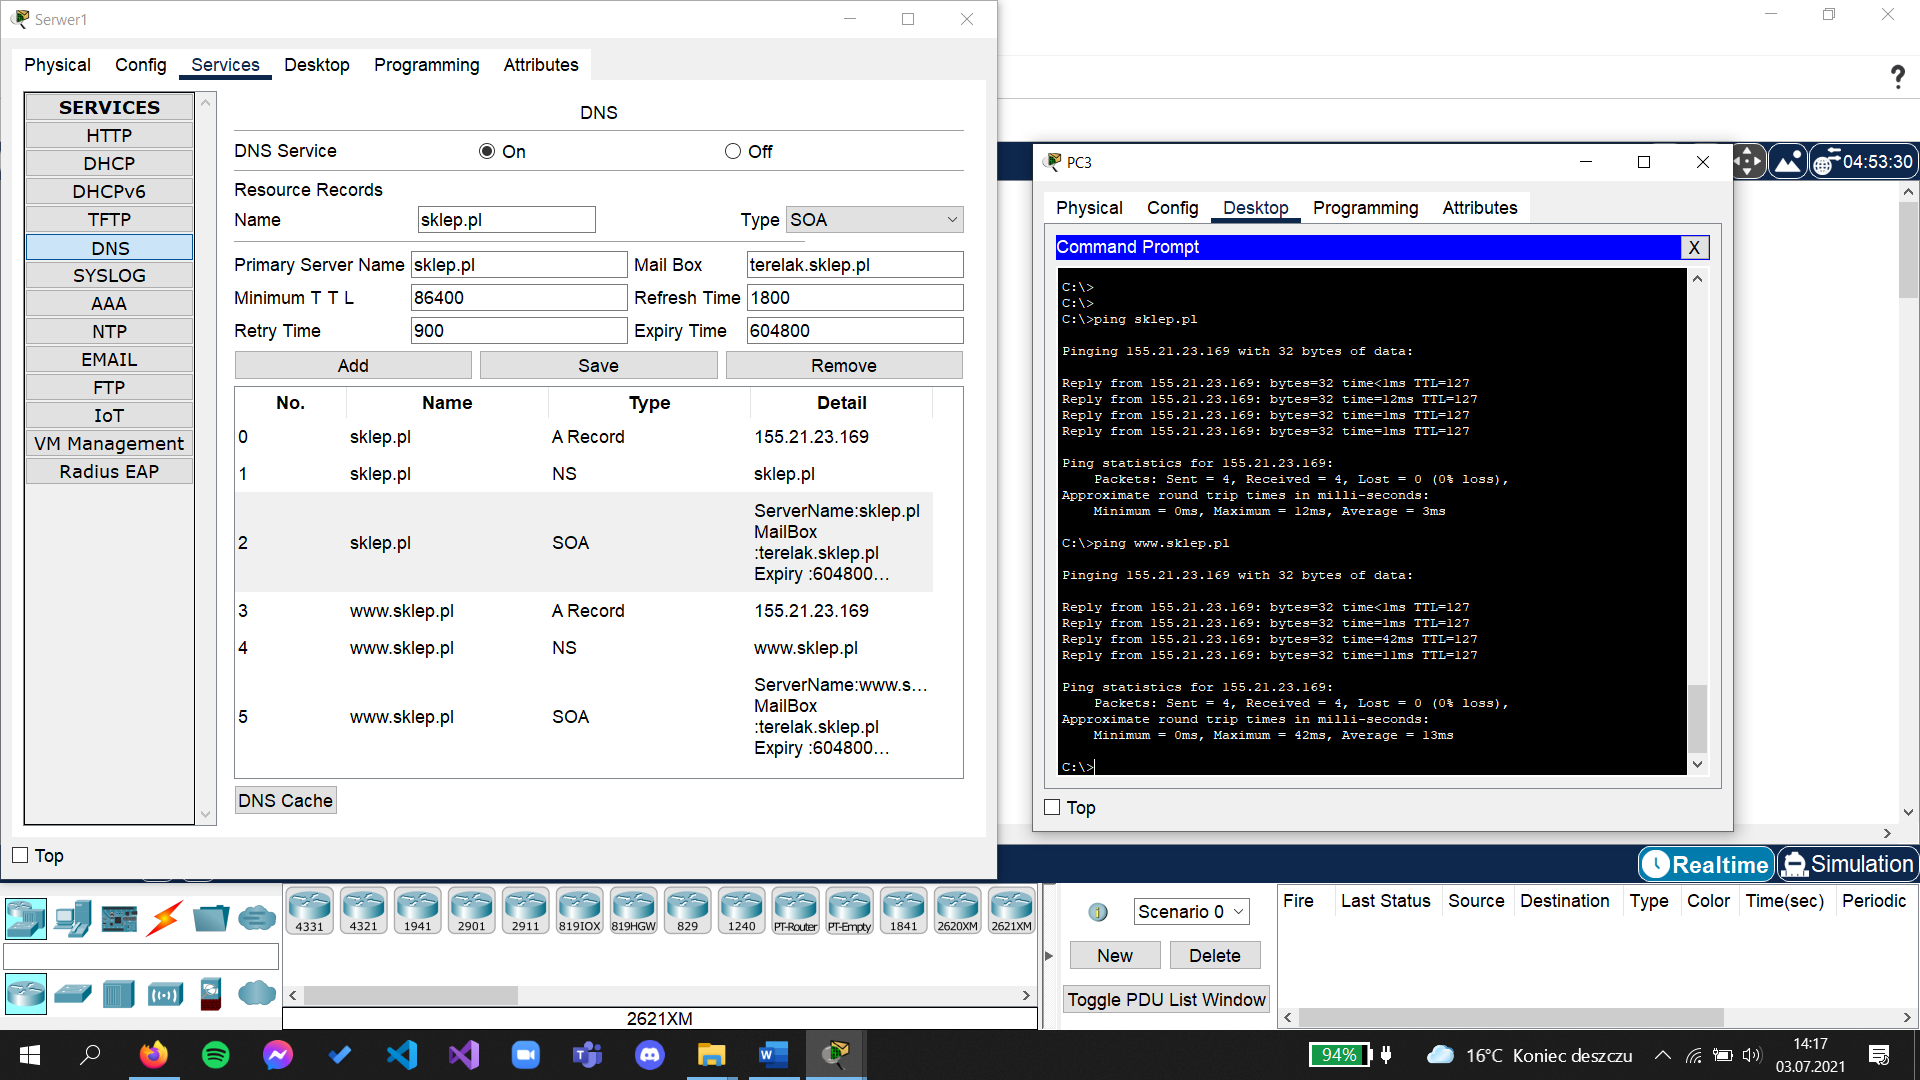 Serwer1
Physical Config Services Desktop Programming Attributes
SERVICES
HTTP
DHCP
DHCPv6
TFTP
DNS
SYSLOG
AAA
NTP
EMAIL
FTP
IoT
VM Management
Radius EAP
DNS
DNS Service On Off
Resource Records
Name sklep.pl Type SOA
Primary Server Name sklep.pl Mail Box terelak.sklep.pl
Minimum T T L 86400 Refresh Time 1800
Retry Time 900 Expiry Time 604800
Add Save Remove
No. Name Type Detail
0 sklep.pl A Record 155.21.23.169
1 sklep.pl NS sklep.pl
2 sklep.pl SOA ServerName:sklep.pl
MailBox
:terelak.sklep.pl
Expiry :604800...
3 www.sklep.pl A Record 155.21.23.169
4 www.sklep.pl NS www.sklep.pl
5 www.sklep.pl SOA ServerName:www.s...
MailBox
:terelak.sklep.pl
Expiry :604800...
DNS Cache
Top
?
04:53:30
PC3
Physical Config Desktop Programming Attributes
Command Prompt X
C:\>
C:\>
C:\>ping sklep.pl
Pinging 155.21.23.169 with 32 bytes of data:
Reply from 155.21.23.169: bytes=32 time<1ms TTL=127
Reply from 155.21.23.169: bytes=32 time=12ms TTL=127
Reply from 155.21.23.169: bytes=32 time=1ms TTL=127
Reply from 155.21.23.169: bytes=32 time=1ms TTL=127
Ping statistics for 155.21.23.169:
Packets: Sent = 4, Received = 4, Lost = 0 (0% loss),
Approximate round trip times in milli-seconds:
Minimum = 0ms, Maximum = 12ms, Average = 3ms
C:\>ping www.sklep.pl
Pinging 155.21.23.169 with 32 bytes of data:
Reply from 155.21.23.169: bytes=32 time<1ms TTL=127
Reply from 155.21.23.169: bytes=32 time=1ms TTL=127
Reply from 155.21.23.169: bytes=32 time=42ms TTL=127
Reply from 155.21.23.169: bytes=32 time=11ms TTL=127
Ping statistics for 155.21.23.169:
Packets: Sent = 4, Received = 4, Lost = 0 (0% loss),
Approximate round trip times in milli-seconds:
Minimum = 0ms, Maximum = 42ms, Average = 13ms
C:\>
Top
Realtime Simulation
4331 4321 1941 2901 2911 819IOX 819HGW 829 1240 PT-Router PT-Empty 1841 2620XM 2621XM
2621XM
Scenario 0
New Delete
Toggle PDU List Window
Fire Last Status Source Destination Type Color Time(sec) Periodic
94% 16°C Koniec deszczu
14:17
03.07.2021